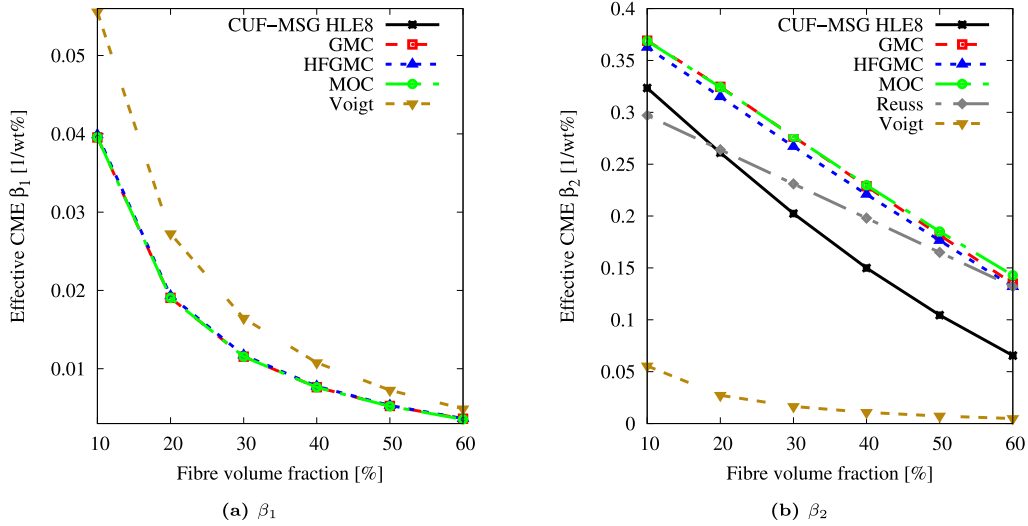 CUF−MSG HLE8
GMC
HFGMC
MOC
Voigt
0.05
0.04
0.03
0.02
0.01
10 20 30 40 50 60
Effective CME β1 [1/wt%]
Fibre volume fraction [%]
(a) β1
CUF−MSG HLE8
GMC
HFGMC
MOC
Reuss
Voigt
0.4
0.35
0.3
0.25
0.2
0.15
0.1
0.05
0
10 20 30 40 50 60
Effective CME β2 [1/wt%]
Fibre volume fraction [%]
(b) β2